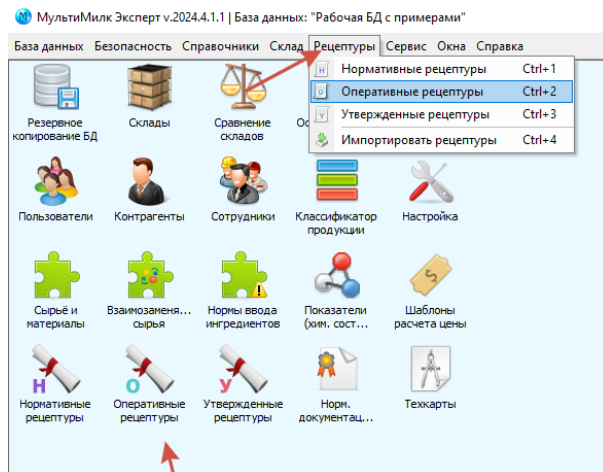 МультиМилк Эксперт v.2024.4.1.1 | База данных: "Рабочая БД с примерами"
База данных Безопасность Справочники Склад Рецептуры Сервис Окна Справка
Н Нормативные рецептуры Ctrl+1
О Оперативные рецептуры Ctrl+2
У Утвержденные рецептуры Ctrl+3
Импортировать рецептуры Ctrl+4
Резервное
копирование БД
Склады
Сравнение
складов
Пользователи
Контрагенты
Сотрудники
Классификатор
продукции
Настройка
Сырьё и
материалы
Взаимозаменя...
сырья
Нормы ввода
ингредиентов
Показатели
(хим. сост...
Шаблоны
расчета цены
Н
Нормативные
рецептуры
О
Оперативные
рецептуры
У
Утвержденные
рецептуры
Норм.
документац...
Техкарты